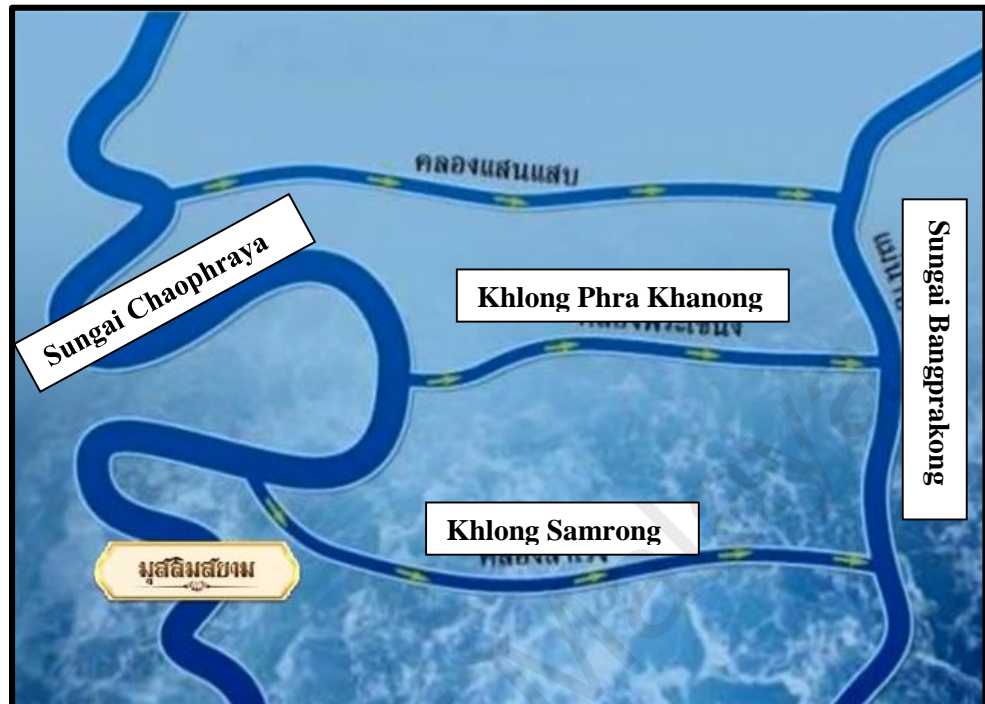 คลองแสนแสบ
Sungai Chaophraya
Khlong Phra Khanong
Sungai Bangprakong
Khlong Samrong
มุสลิมสยาม